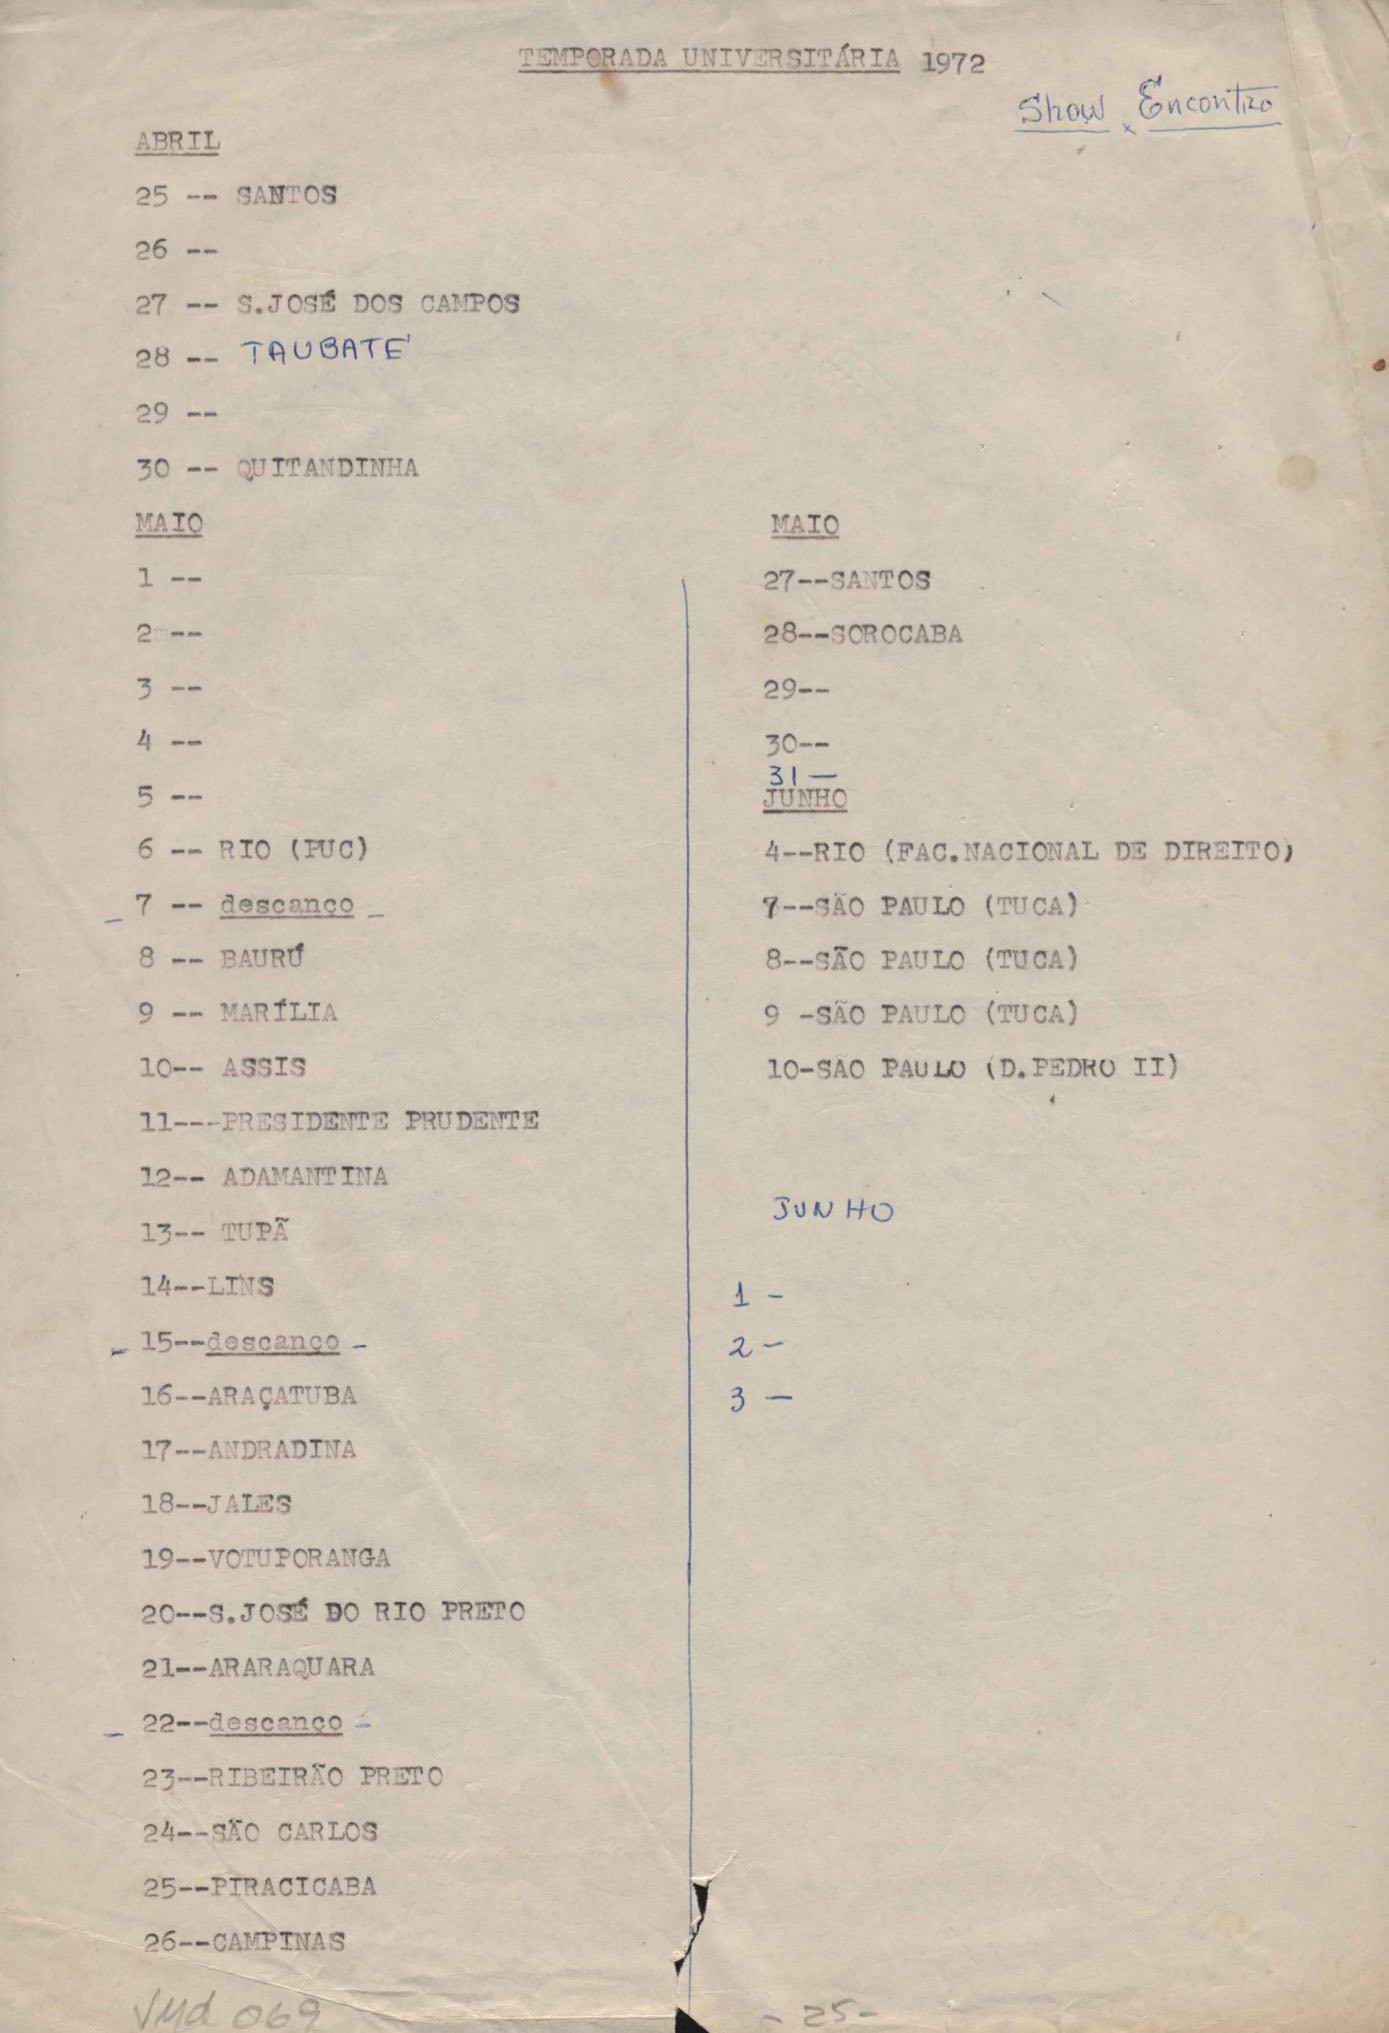 TEMPORADA UNIVERSITÁRIA 1972
Show Encontro
ABRIL
25 -- SANTOS
26 --
27 -- S.JOSÉ DOS CAMPOS
28 -- TAUBATÉ
29 --
30 -- QUITANDINHA
MAIO
1 --
2 --
3 --
4 --
5 --
6 -- RIO (PUC)
7 -- descanço
8 -- BAURÚ
9 -- MARÍLIA
10-- ASSIS
11---PRESIDENTE PRUDENTE
12-- ADAMANTINA
13-- TUPÃ
14--LINS
15--descanço
16--ARAÇATUBA
17--ANDRADINA
18--JALES
19--VOTUPORANGA
20--S.JOSÉ DO RIO PRETO
21--ARARAQUARA
22--descanço
23--RIBEIRÃO PRETO
24--SÃO CARLOS
25--PIRACICABA
26--CAMPINAS
MAIO
27--SANTOS
28--SOROCABA
29--
30--
31-
JUNHO
4--RIO (FAC.NACIONAL DE DIREITO)
7--SÃO PAULO (TUCA)
8--SÃO PAULO (TUCA)
9 -SÃO PAULO (TUCA)
10-SÃO PAULO (D.PEDRO II)
JUNHO
1 -
2 -
3 -
069
- 25-